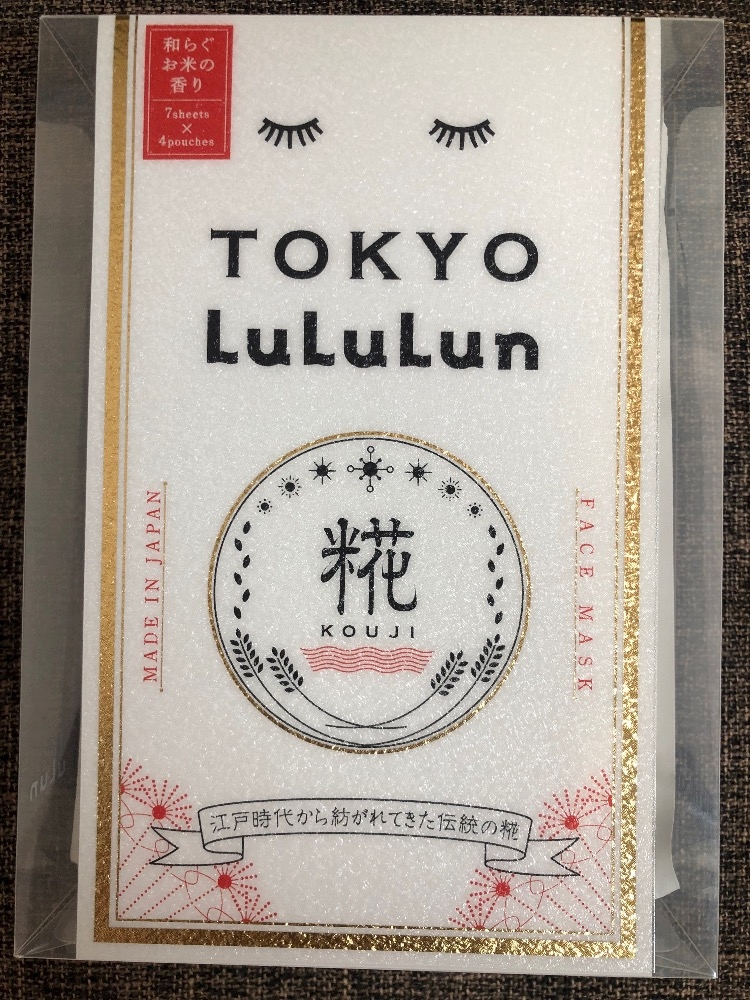 和らぐ
お米の
香り
7sheets
×
4pouches
TOKYO
LuLuLun
MADE IN JAPAN
糀
KOUJI
FACE MASK
江戸時代から紡がれてきた伝統の糀